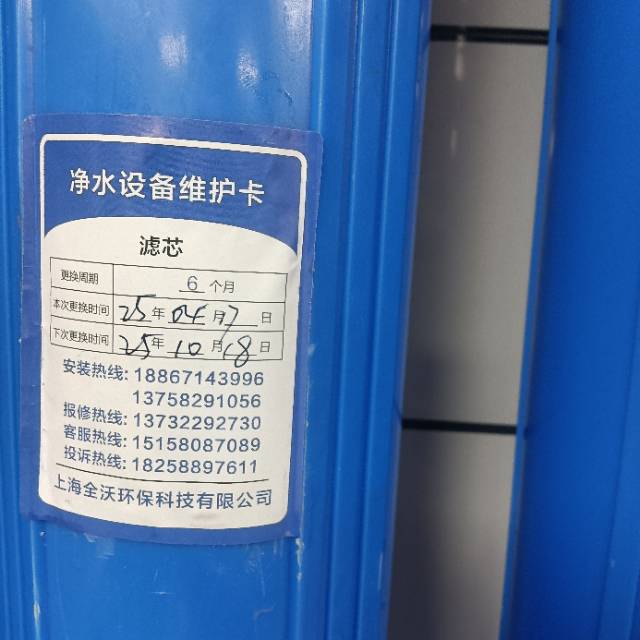 净水设备维护卡
滤芯
更换周期 6 个月
本次更换时间 25 年 04 月 7 日
下次更换时间 25 年 10 月 18 日
安装热线: 18867143996
13758291056
报修热线: 13732292730
客服热线: 15158087089
投诉热线: 18258897611
上海全沃环保科技有限公司